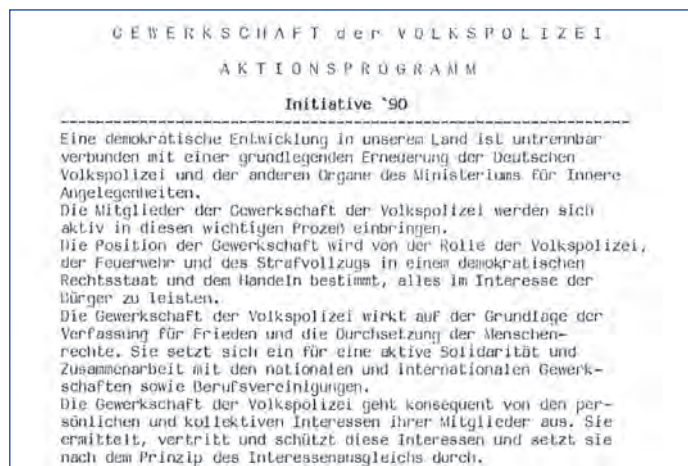 GEWERKSCHAFT der VOLKSPOLIZEI
AKTIONSPROGRAMM
Initiative `90
Eine demokratische Entwicklung in unserem Land ist untrennbar
verbunden mit einer grundlegenden Erneuerung der Deutschen
Volkspolizei und der anderen Organe des Ministeriums für Innere
Angelegenheiten.
Die Mitglieder der Gewerkschaft der Volkspolizei werden sich
aktiv in diesen wichtigen Prozeß einbringen.
Die Position der Gewerkschaft wird von der Rolle der Volkspolizei,
der Feuerwehr und des Strafvollzugs in einem demokratischen
Rechtsstaat und dem Handeln bestimmt, alles im Interesse der
Bürger zu leisten.
Die Gewerkschaft der Volkspolizei wirkt auf der Grundlage der
Verfassung für Frieden und die Durchsetzung der Menschen-
rechte. Sie setzt sich ein für eine aktive Solidarität und
Zusammenarbeit mit den nationalen und internationalen Gewerk-
schaften sowie Berufsvereinigungen.
Die Gewerkschaft der Volkspolizei geht konsequent von den per-
sönlichen und kollektiven Interessen ihrer Mitglieder aus. Sie
ermittelt, vertritt und schützt diese Interessen und setzt sie
nach dem Prinzip des Interessenausgleichs durch.